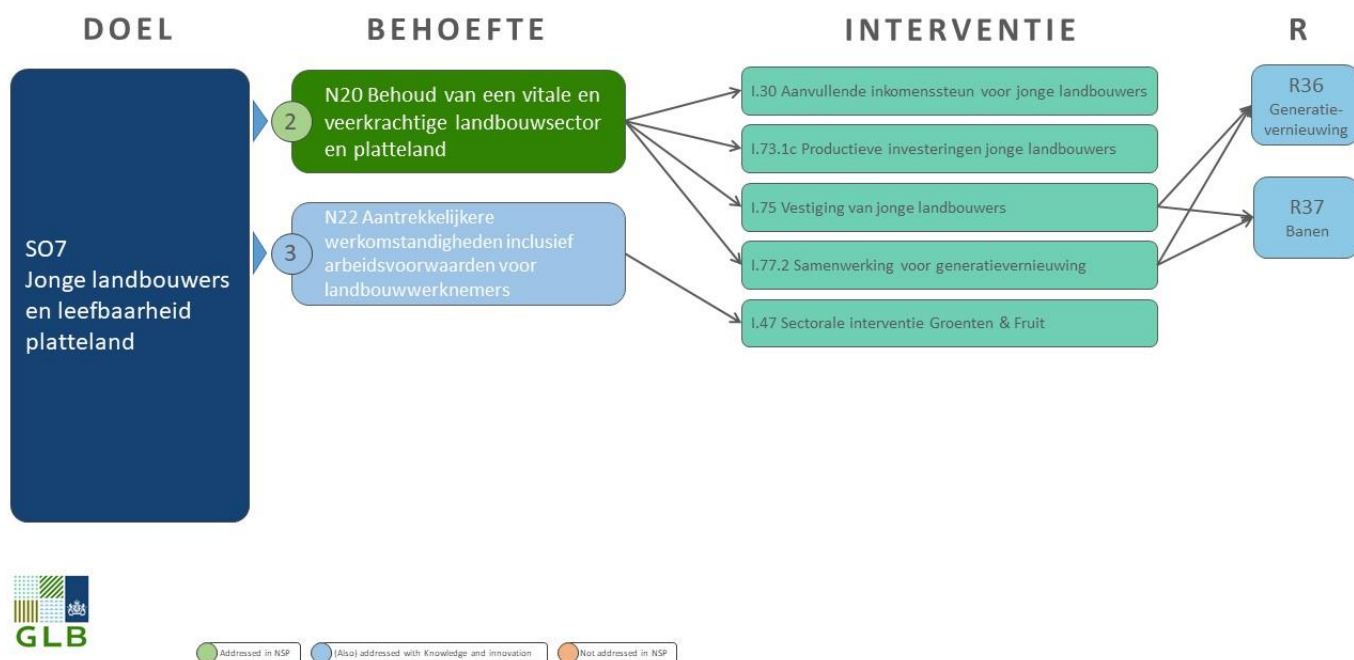 DOEL
BEHOEFTE
INTERVENTIE
R
SO7
Jonge landbouwers
en leefbaarheid
platteland
2
N20 Behoud van een vitale en
veerkrachtige landbouwsector
en platteland
3
N22 Aantrekkelijkere
werkomstandigheden inclusief
arbeidsvoorwaarden voor
landbouwwerknemers
I.30 Aanvullende inkomenssteun voor jonge landbouwers
I.73.1c Productieve investeringen jonge landbouwers
I.75 Vestiging van jonge landbouwers
I.77.2 Samenwerking voor generatievernieuwing
I.47 Sectorale interventie Groenten & Fruit
R36
Generatie-
vernieuwing
R37
Banen
GLB
Addressed in NSP
(Also) addressed with Knowledge and innovation
Not addressed in NSP